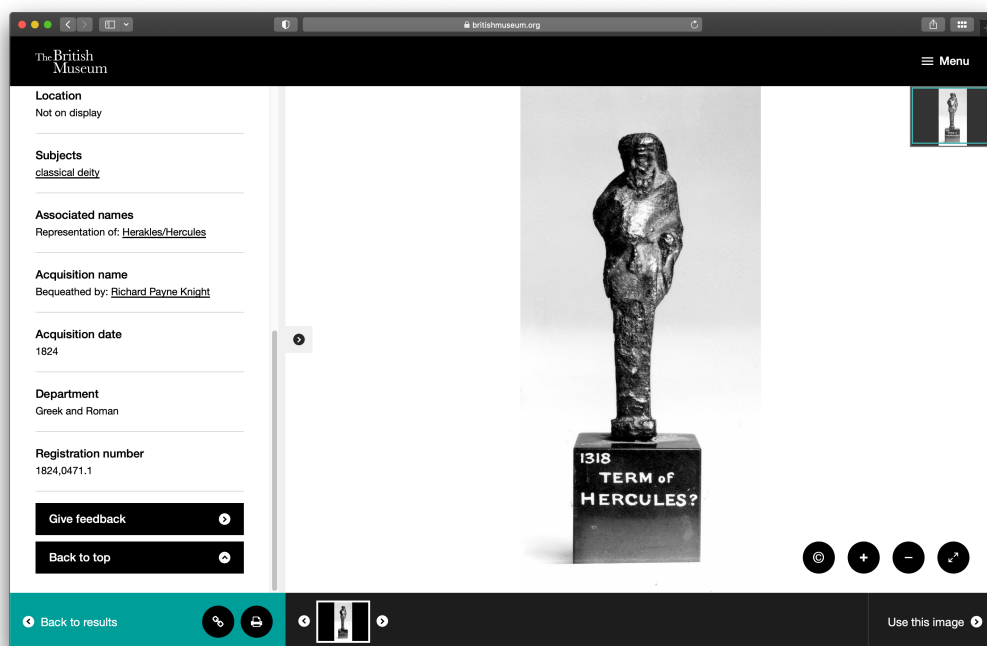 britishmuseum.org
The British
Museum
Menu
Location
Not on display
Subjects
classical deity
Associated names
Representation of: Herakles/Hercules
Acquisition name
Bequeathed by: Richard Payne Knight
Acquisition date
1824
Department
Greek and Roman
Registration number
1824,0471.1
Give feedback
Back to top
1318
TERM of
HERCULES?
©
Back to results
Use this image